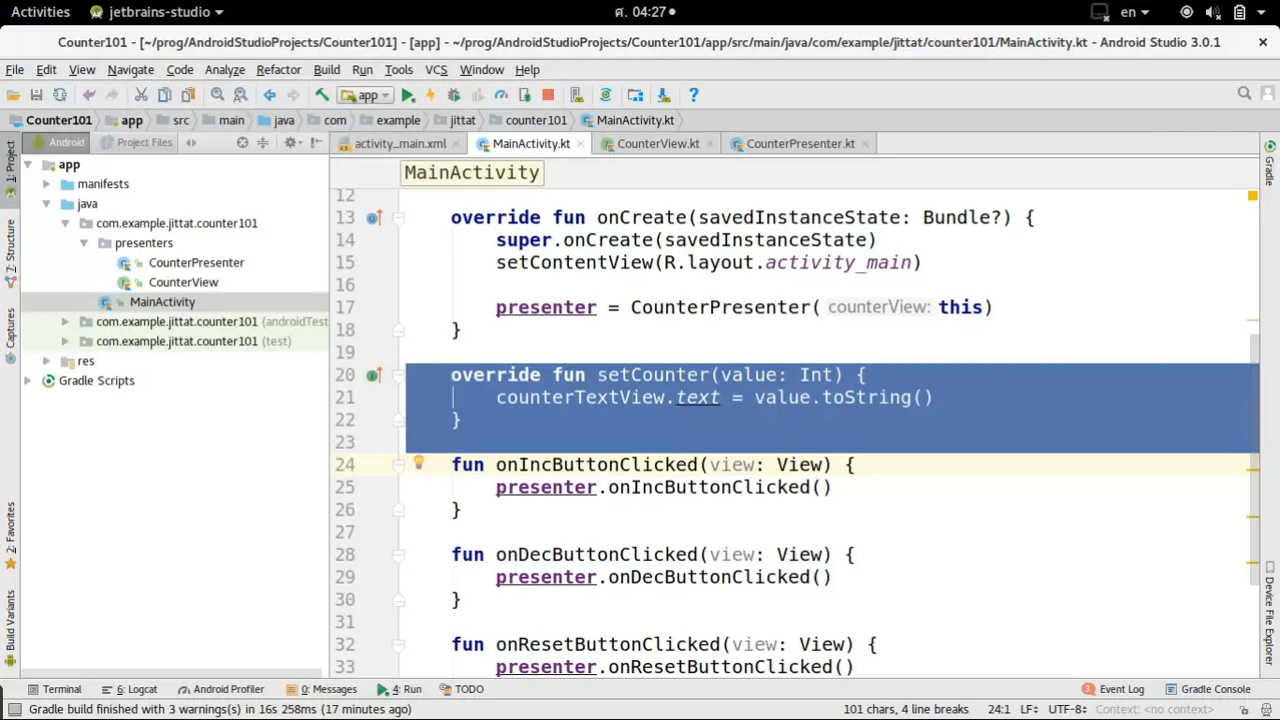 Activities jetbrains-studio ศ. 04:27 en
Counter101 - [~/prog/AndroidStudioProjects/Counter101] - [app] - ~/prog/AndroidStudioProjects/Counter101/app/src/main/java/com/example/jittat/counter101/MainActivity.kt - Android Studio 3.0.1
File Edit View Navigate Code Analyze Refactor Build Run Tools VCS Window Help
app
Counter101 app src main java com example jittat counter101 MainActivity.kt
Android Project Files activity_main.xml MainActivity.kt CounterView.kt CounterPresenter.kt
1: Project
7: Structure
Captures
2: Favorites
Build Variants
app
manifests
java
com.example.jittat.counter101
presenters
CounterPresenter
CounterView
MainActivity
com.example.jittat.counter101 (androidTest
com.example.jittat.counter101 (test)
res
Gradle Scripts
MainActivity
12
13 override fun onCreate(savedInstanceState: Bundle?) {
14 super.onCreate(savedInstanceState)
15 setContentView(R.layout.activity_main)
16
17 presenter = CounterPresenter( counterView: this)
18 }
19
20 override fun setCounter(value: Int) {
21 counterTextView.text = value.toString()
22 }
23
24 fun onIncButtonClicked(view: View) {
25 presenter.onIncButtonClicked()
26 }
27
28 fun onDecButtonClicked(view: View) {
29 presenter.onDecButtonClicked()
30 }
31
32 fun onResetButtonClicked(view: View) {
33 presenter.onResetButtonClicked()
Gradle
Device File Explorer
Terminal 6: Logcat Android Profiler 0: Messages 4: Run TODO 3 Event Log Gradle Console
Gradle build finished with 3 warnings(s) in 16s 258ms (17 minutes ago) 101 chars, 4 line breaks 24:1 LF÷ UTF-8÷ Context: <no context>